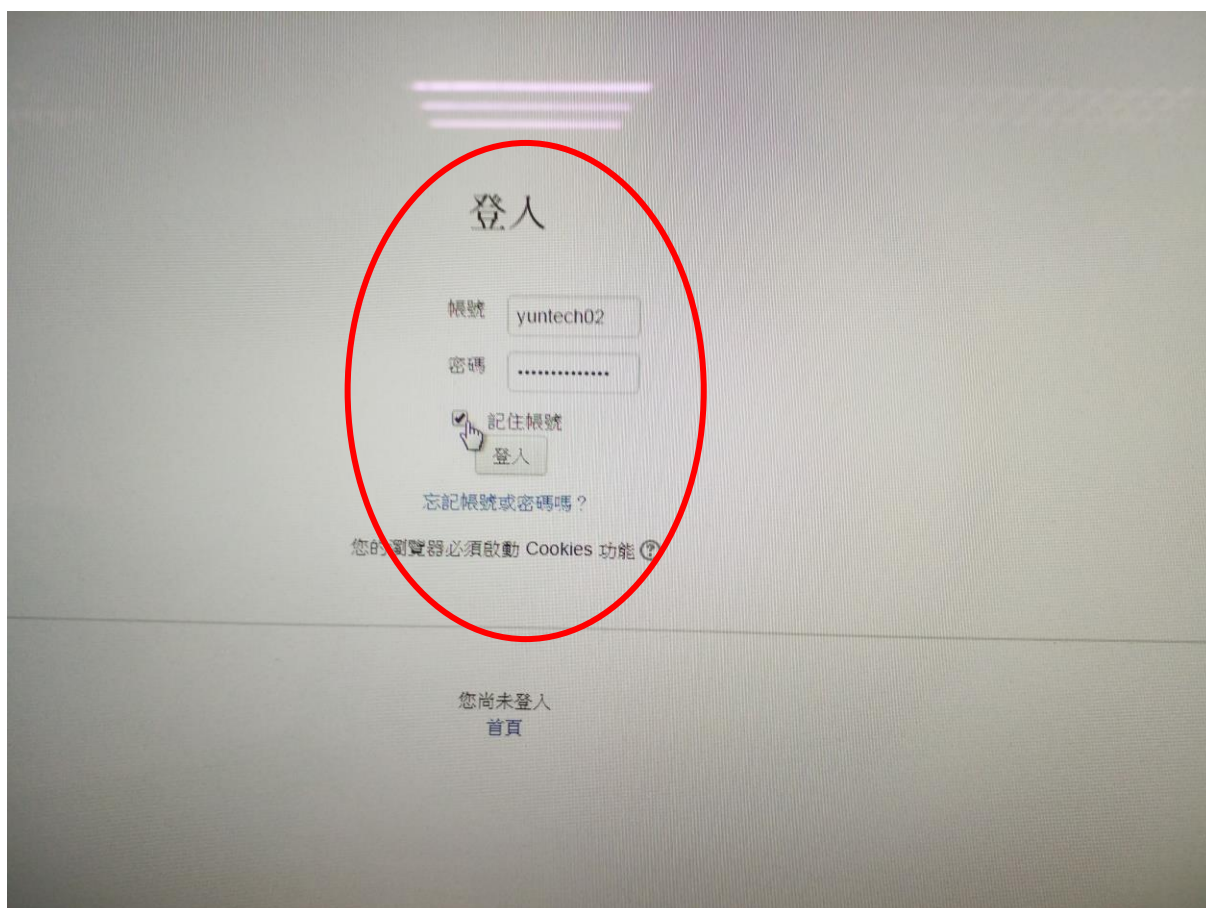 登入
帳號 yuntech02
密碼 ••••••••••••••
記住帳號
登入
忘記帳號或密碼嗎？
您的瀏覽器必須啟動 Cookies 功能 ?
您尚未登入
首頁